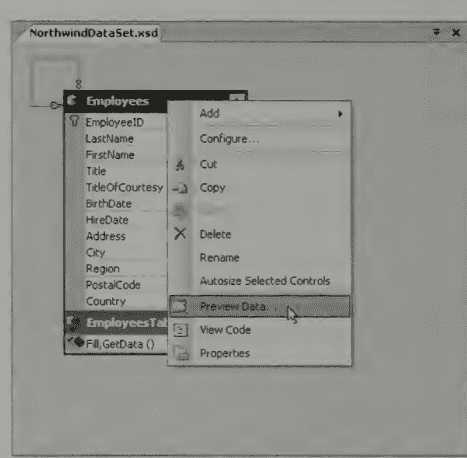 NorthwindDataSet.xsd
Employees
EmployeeID
LastName
FirstName
Title
TitleOfCourtesy
BirthDate
HireDate
Address
City
Region
PostalCode
Country
EmployeesTab
Fill,GetData ()
Add
Configure...
Cut
Copy
Delete
Rename
Autosize Selected Controls
Preview Data...
View Code
Properties